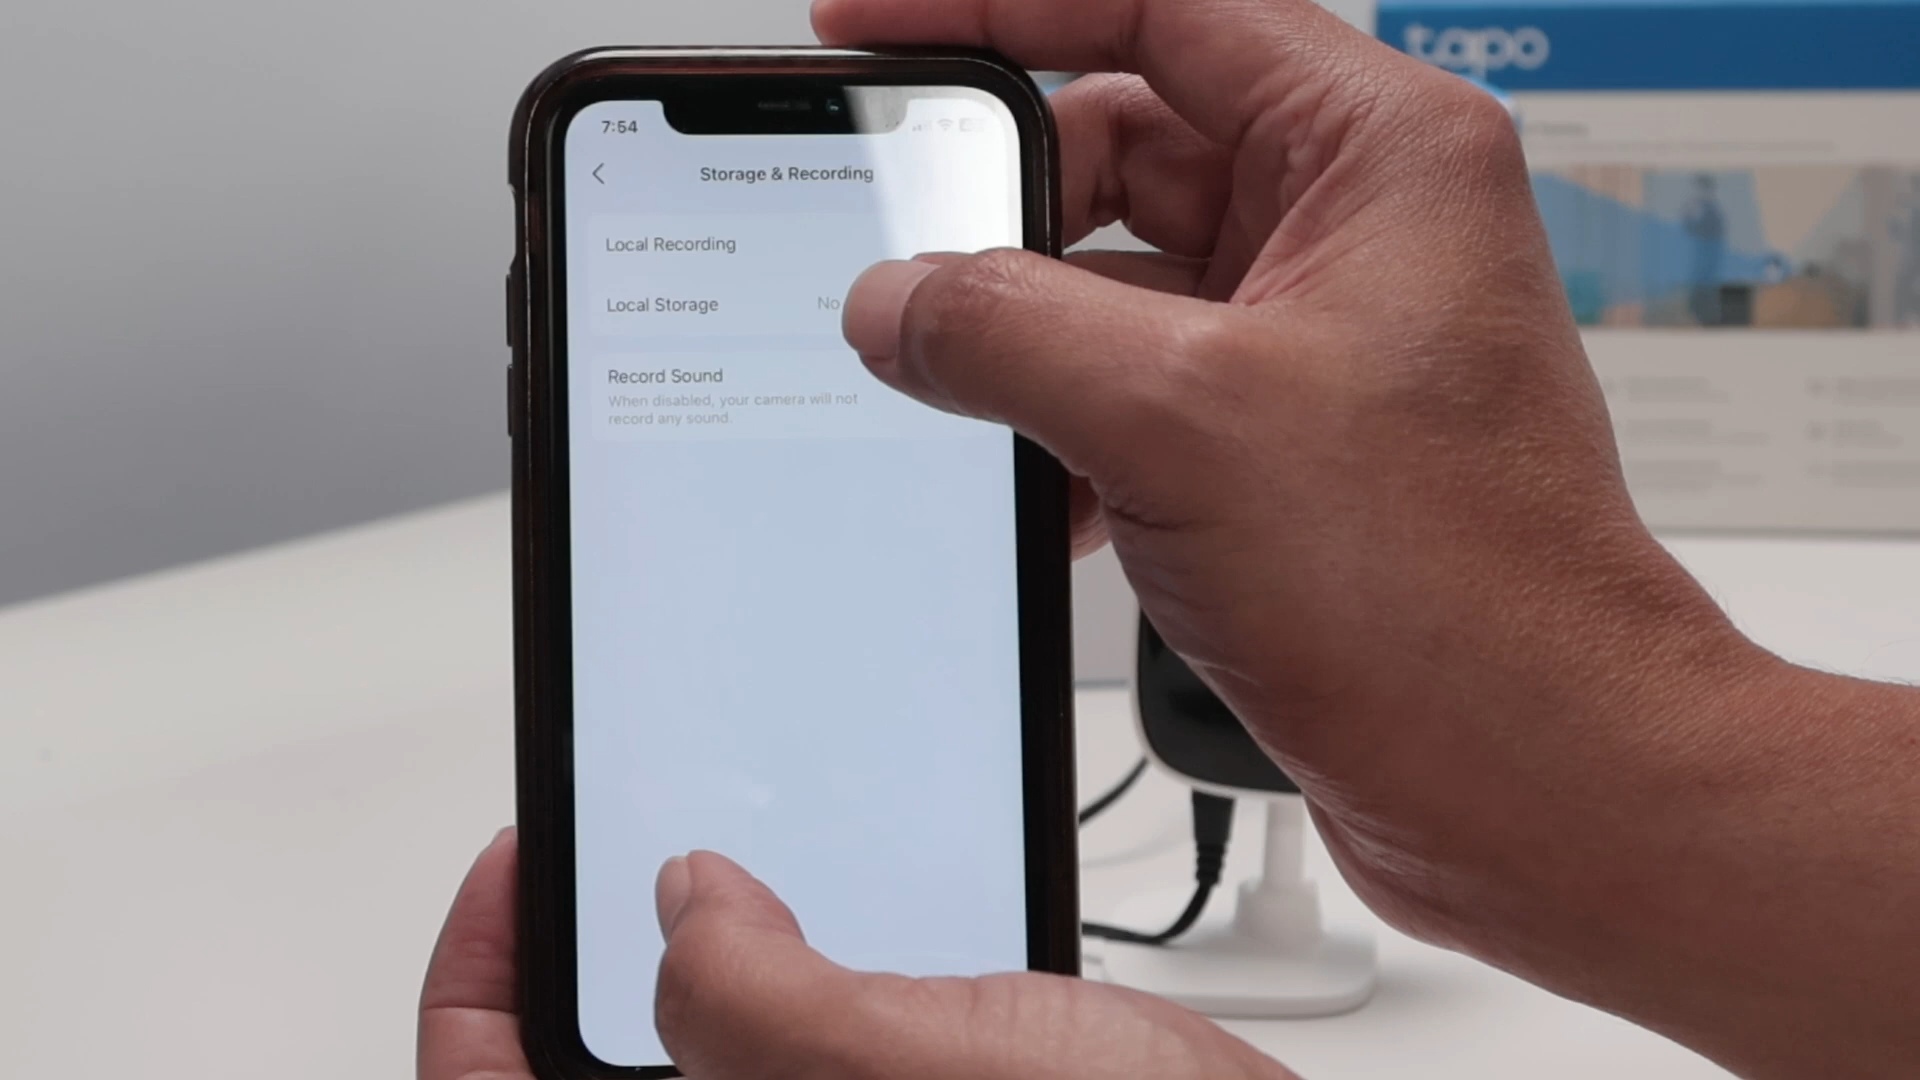 tapo
7:54
Storage & Recording
Local Recording
Local Storage No
Record Sound
When disabled, your camera will not
record any sound.